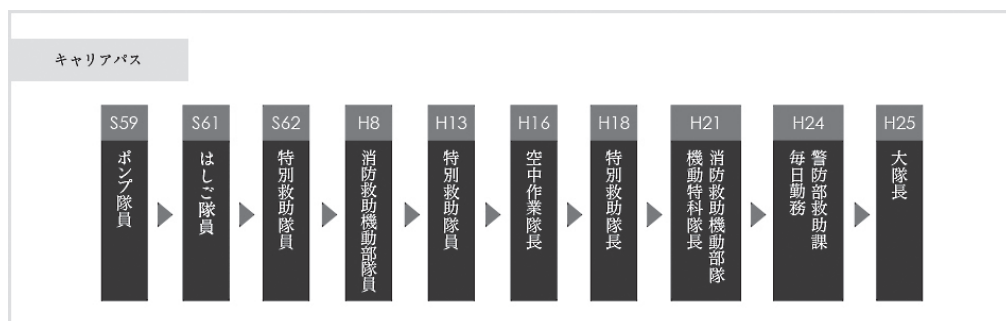 キャリアパス
S59
ポンプ隊員
S61
はしご隊員
S62
特別救助隊員
H8
消防救助機動部隊員
H13
特別救助隊員
H16
空中作業隊長
H18
特別救助隊長
H21
消防救助機動部隊
機動特科隊長
H24
警防部救助課
毎日勤務
H25
大隊長